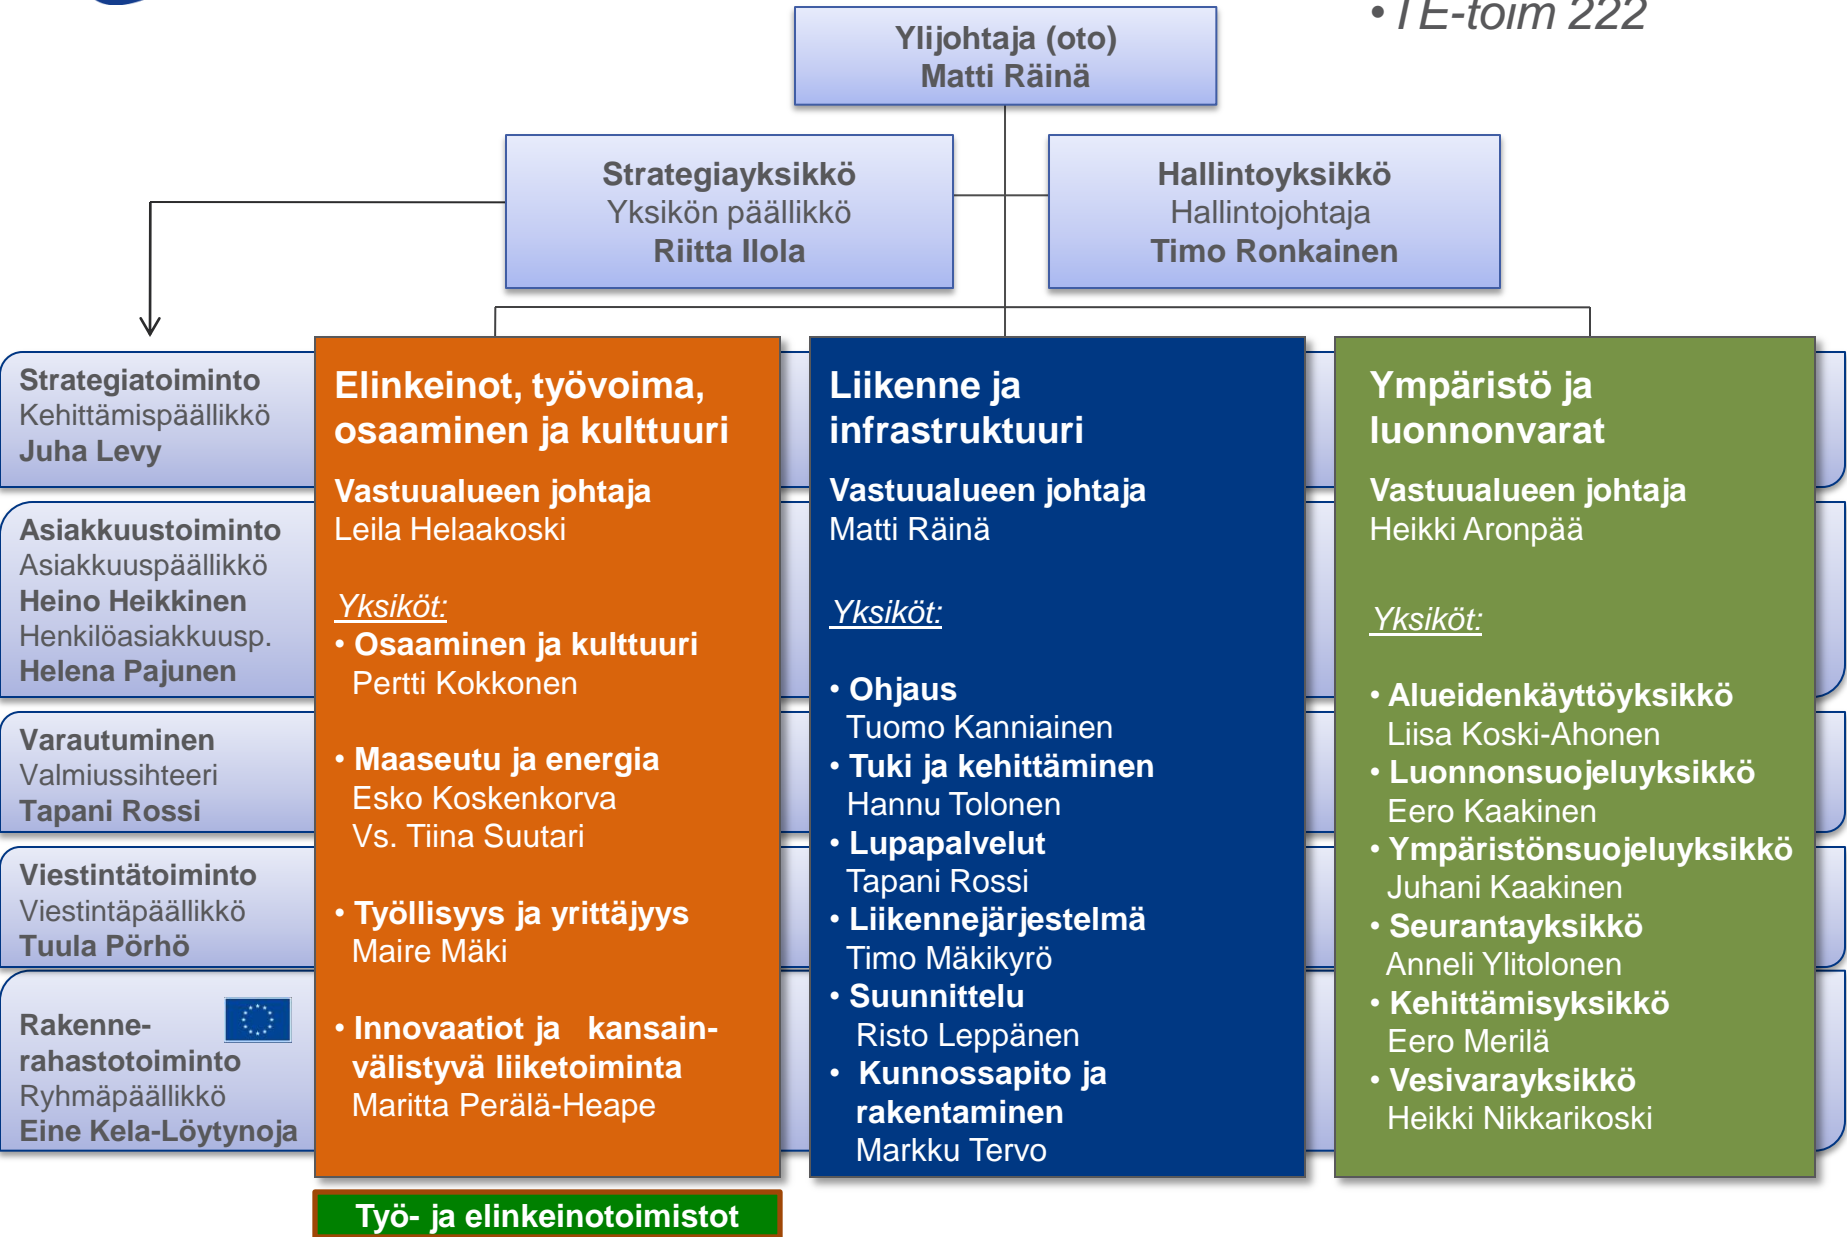 • TE-toim 222
Ylijohtaja (oto)
Matti Räinä
Strategiayksikkö
Yksikön päällikkö
Riitta Ilola
Hallintoyksikkö
Hallintojohtaja
Timo Ronkainen
Strategiatoiminto
Kehittämispäällikkö
Juha Levy
Asiakkuustoiminto
Asiakkuuspäällikkö
Heino Heikkinen
Henkilöasiakkuusp.
Helena Pajunen
Varautuminen
Valmiussihteeri
Tapani Rossi
Viestintätoiminto
Viestintäpäällikkö
Tuula Pörhö
Rakenne-
rahastotoiminto
Ryhmäpäällikkö
Eine Kela-Löytynoja
Elinkeinot, työvoima,
osaaminen ja kulttuuri
Vastuualueen johtaja
Leila Helaakoski
Yksiköt:
• Osaaminen ja kulttuuri
Pertti Kokkonen
• Maaseutu ja energia
Esko Koskenkorva
Vs. Tiina Suutari
• Työllisyys ja yrittäjyys
Maire Mäki
• Innovaatiot ja kansain-
välistyvä liiketoiminta
Maritta Perälä-Heape
Työ- ja elinkeinotoimistot
Liikenne ja
infrastruktuuri
Vastuualueen johtaja
Matti Räinä
Yksiköt:
• Ohjaus
Tuomo Kanniainen
• Tuki ja kehittäminen
Hannu Tolonen
• Lupapalvelut
Tapani Rossi
• Liikennejärjestelmä
Timo Mäkikyrö
• Suunnittelu
Risto Leppänen
• Kunnossapito ja
rakentaminen
Markku Tervo
Ympäristö ja
luonnonvarat
Vastuualueen johtaja
Heikki Aronpää
Yksiköt:
• Alueidenkäyttöyksikkö
Liisa Koski-Ahonen
• Luonnonsuojeluyksikkö
Eero Kaakinen
• Ympäristönsuojeluyksikkö
Juhani Kaakinen
• Seurantayksikkö
Anneli Ylitolonen
• Kehittämisyksikkö
Eero Merilä
• Vesivarayksikkö
Heikki Nikkarikoski